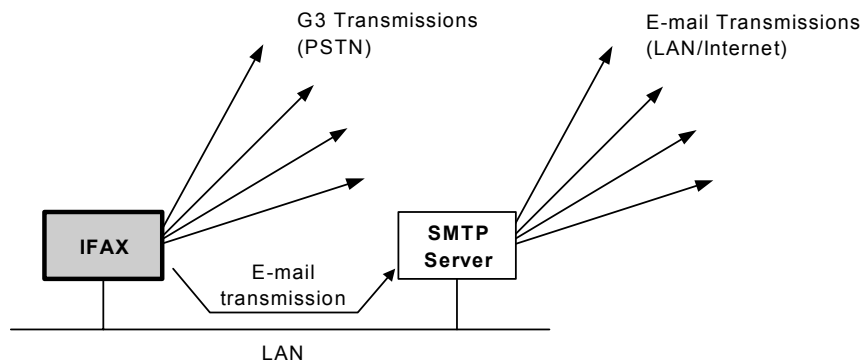 G3 Transmissions
(PSTN)
E-mail Transmissions
(LAN/Internet)
IFAX
SMTP
Server
E-mail
transmission
LAN